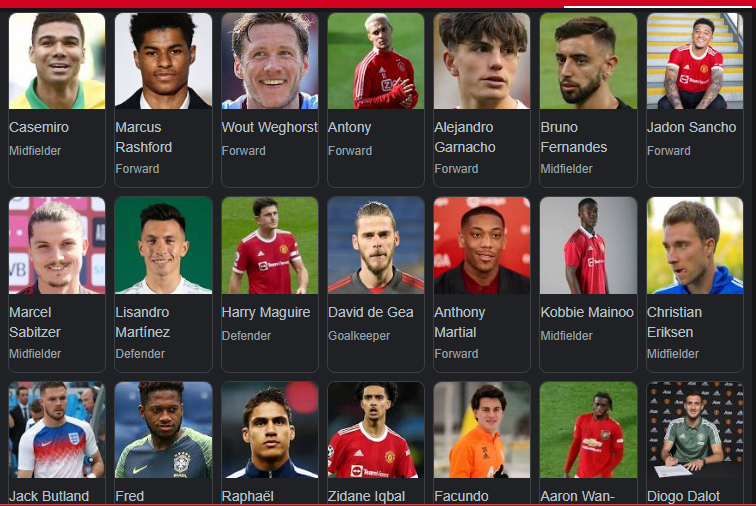 Casemiro
Midfielder
Marcus
Rashford
Forward
Wout Weghorst
Forward
Antony
Forward
Alejandro
Garnacho
Forward
Bruno
Fernandes
Midfielder
Jadon Sancho
Forward
Marcel
Sabitzer
Midfielder
Lisandro
Martínez
Defender
Harry Maguire
Defender
David de Gea
Goalkeeper
Anthony
Martial
Forward
Kobbie Mainoo
Midfielder
Christian
Eriksen
Midfielder
Jack Butland
Fred
Raphaël
Zidane Iqbal
Facundo
Aaron Wan-
Diogo Dalot